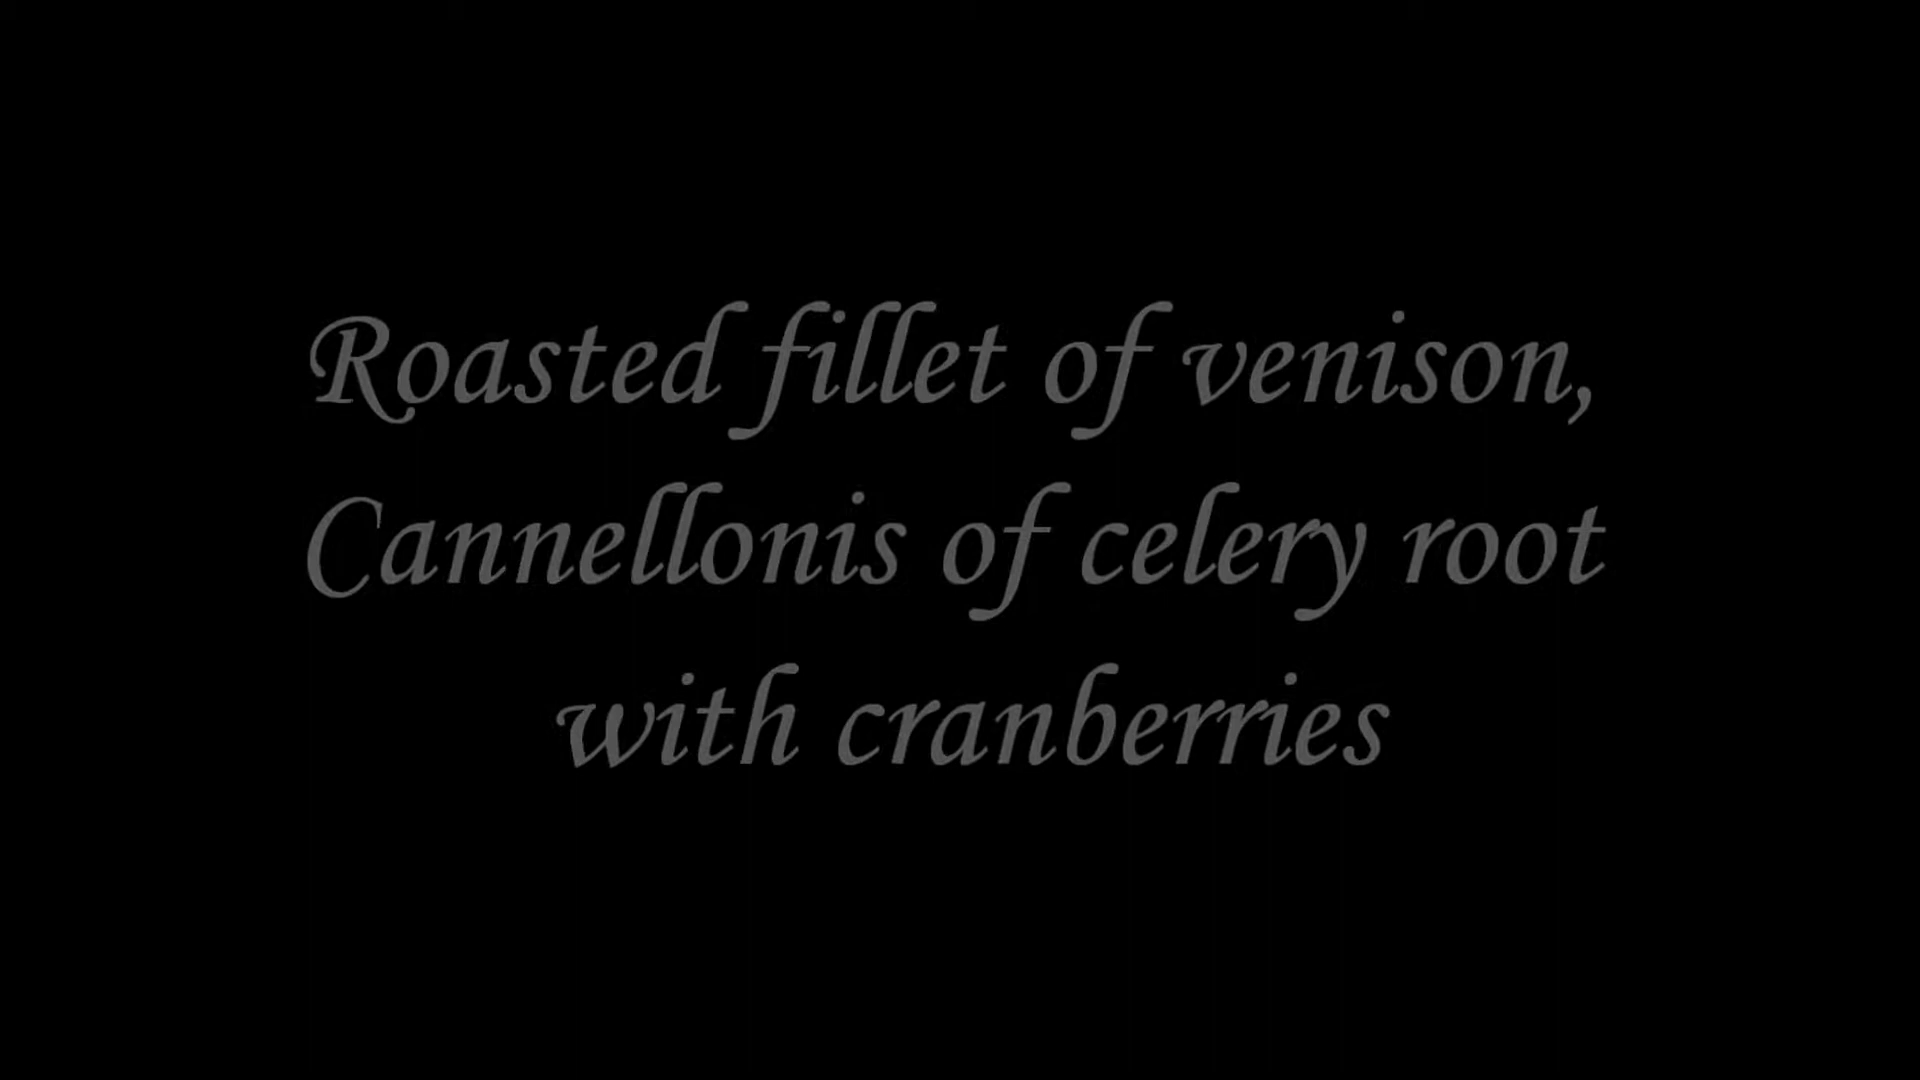 Roasted fillet of venison,
Cannellonis of celery root
with cranberries